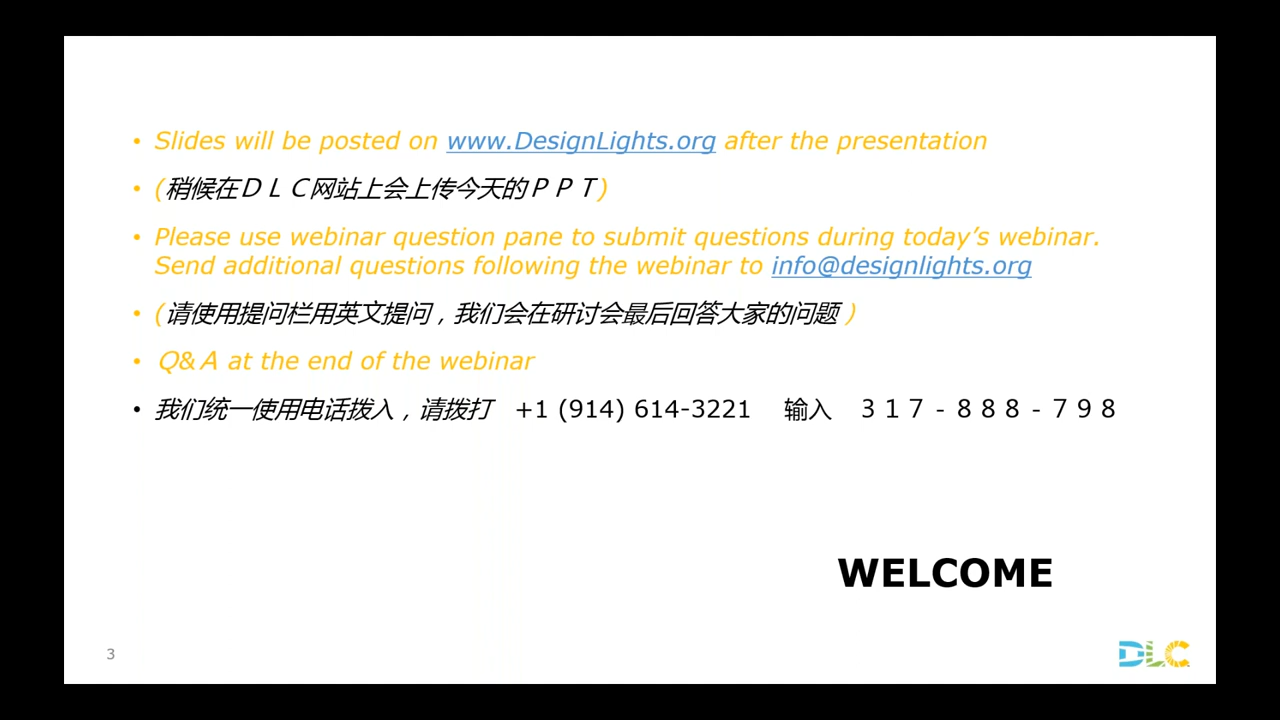 • Slides will be posted on www.DesignLights.org after the presentation
• (稍候在ＤＬＣ网站上会上传今天的ＰＰＴ)
• Please use webinar question pane to submit questions during today’s webinar.
Send additional questions following the webinar to info@designlights.org
• (请使用提问栏用英文提问，我们会在研讨会最后回答大家的问题）
• Q&A at the end of the webinar
• 我们统一使用电话拨入，请拨打 +1 (914) 614-3221 输入 ３１７-８８８-７９８
WELCOME
3
DLC